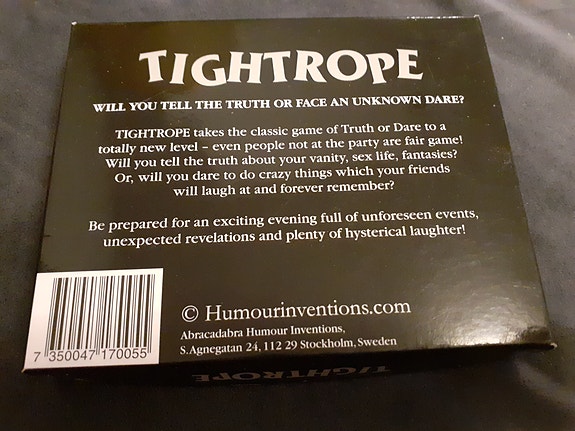 TIGHTROPE
WILL YOU TELL THE TRUTH OR FACE AN UNKNOWN DARE?
TIGHTROPE takes the classic game of Truth or Dare to a
totally new level – even people not at the party are fair game!
Will you tell the truth about your vanity, sex life, fantasies?
Or, will you dare to do crazy things which your friends
will laugh at and forever remember?
Be prepared for an exciting evening full of unforeseen events,
unexpected revelations and plenty of hysterical laughter!
© Humourinventions.com
Abracadabra Humour Inventions,
S.Agnegatan 24, 112 29 Stockholm, Sweden
7 350047 170055
TIGHTROPE